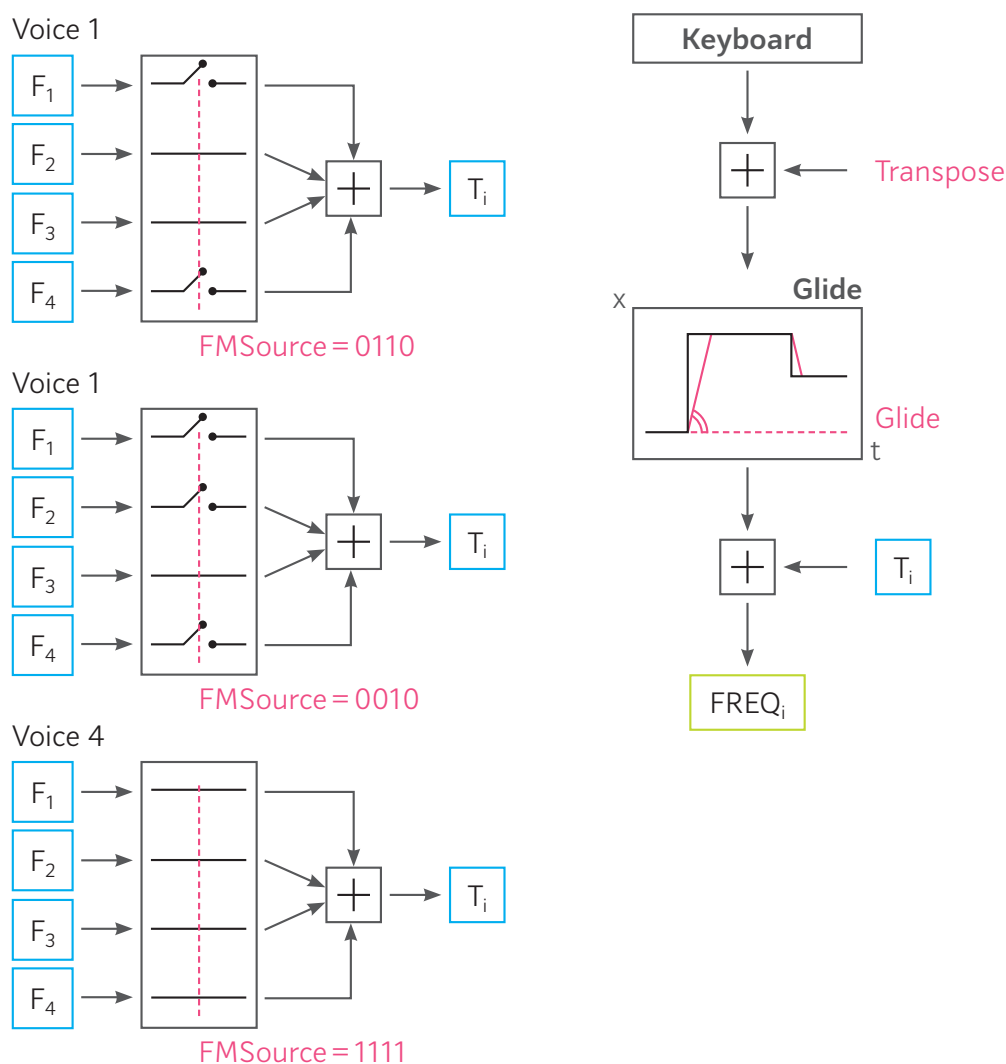 Voice 1
F1
F2
F3
F4
+
Ti
FMSource = 0110
Voice 1
F1
F2
F3
F4
+
Ti
FMSource = 0010
Voice 4
F1
F2
F3
F4
+
Ti
FMSource = 1111
Keyboard
+
Transpose
Glide
x
Glide
t
+
Ti
FREQi